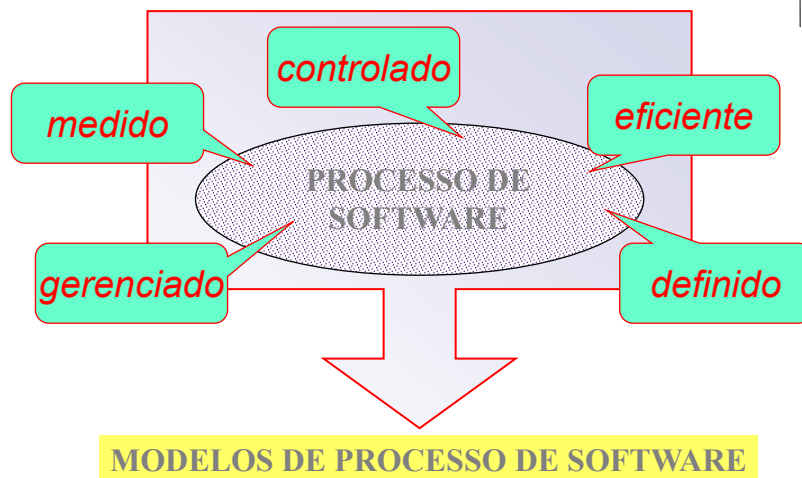 controlado
medido
eficiente
PROCESSO DE
SOFTWARE
gerenciado
definido
MODELOS DE PROCESSO DE SOFTWARE